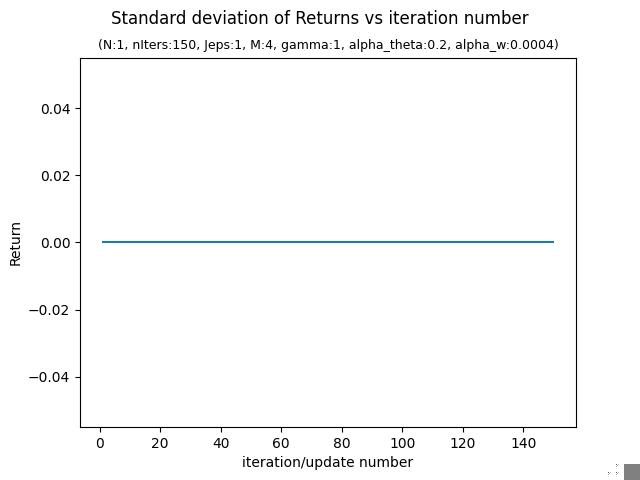 Standard deviation of Returns vs iteration number
(N:1, nIters:150, Jeps:1, M:4, gamma:1, alpha_theta:0.2, alpha_w:0.0004)
0.04
0.02
0.00
−0.02
−0.04
Return
0 20 40 60 80 100 120 140
iteration/update number